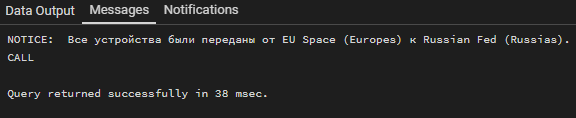 Data Output Messages Notifications
NOTICE:  Все устройства были переданы от EU Space (Europes) к Russian Fed (Russias).
CALL
Query returned successfully in 38 msec.